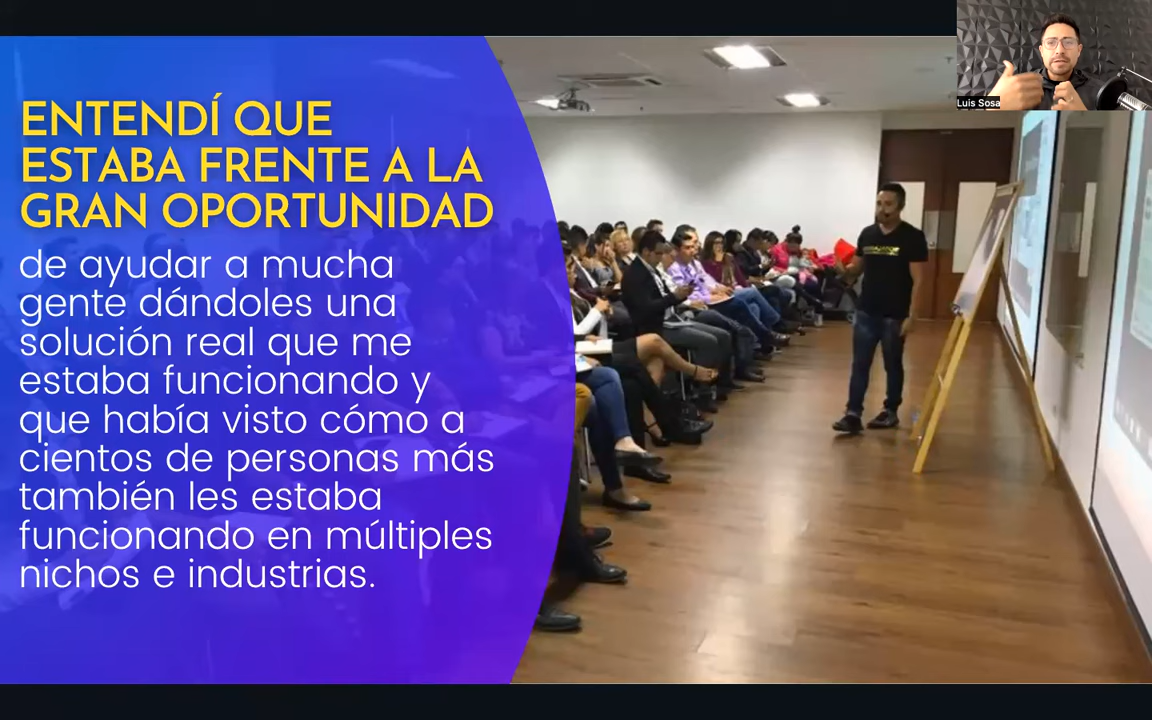 ENTENDÍ QUE
ESTABA FRENTE A LA
GRAN OPORTUNIDAD
de ayudar a mucha
gente dándoles una
solución real que me
estaba funcionando y
que había visto cómo a
cientos de personas más
también les estaba
funcionando en múltiples
nichos e industrias.
Luis Sosa